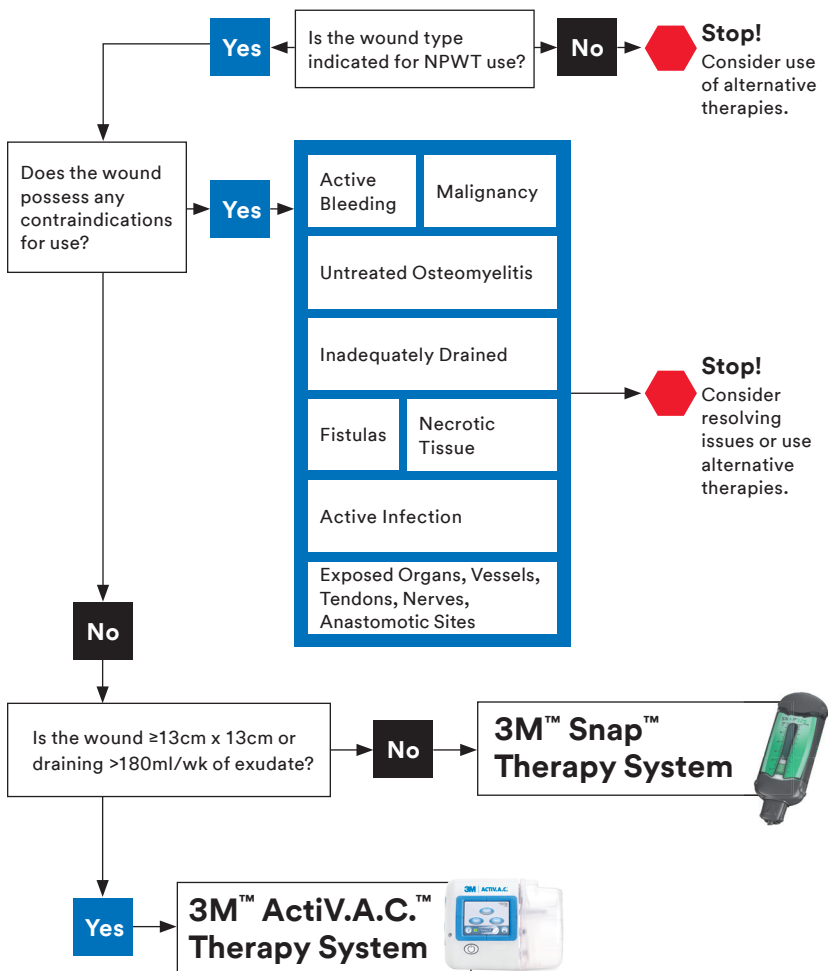 Yes
Is the wound type
indicated for NPWT use?
No
Stop!
Consider use
of alternative
therapies.
Does the wound
possess any
contraindications
for use?
Yes
Active
Bleeding
Malignancy
Untreated Osteomyelitis
Inadequately Drained
Fistulas
Necrotic
Tissue
Active Infection
Exposed Organs, Vessels,
Tendons, Nerves,
Anastomotic Sites
Stop!
Consider
resolving
issues or use
alternative
therapies.
No
Is the wound ≥13cm x 13cm or
draining >180ml/wk of exudate?
No
3M™ Snap™
Therapy System
Yes
3M™ ActiV.A.C.™
Therapy System
3M ACTIV.A.C.